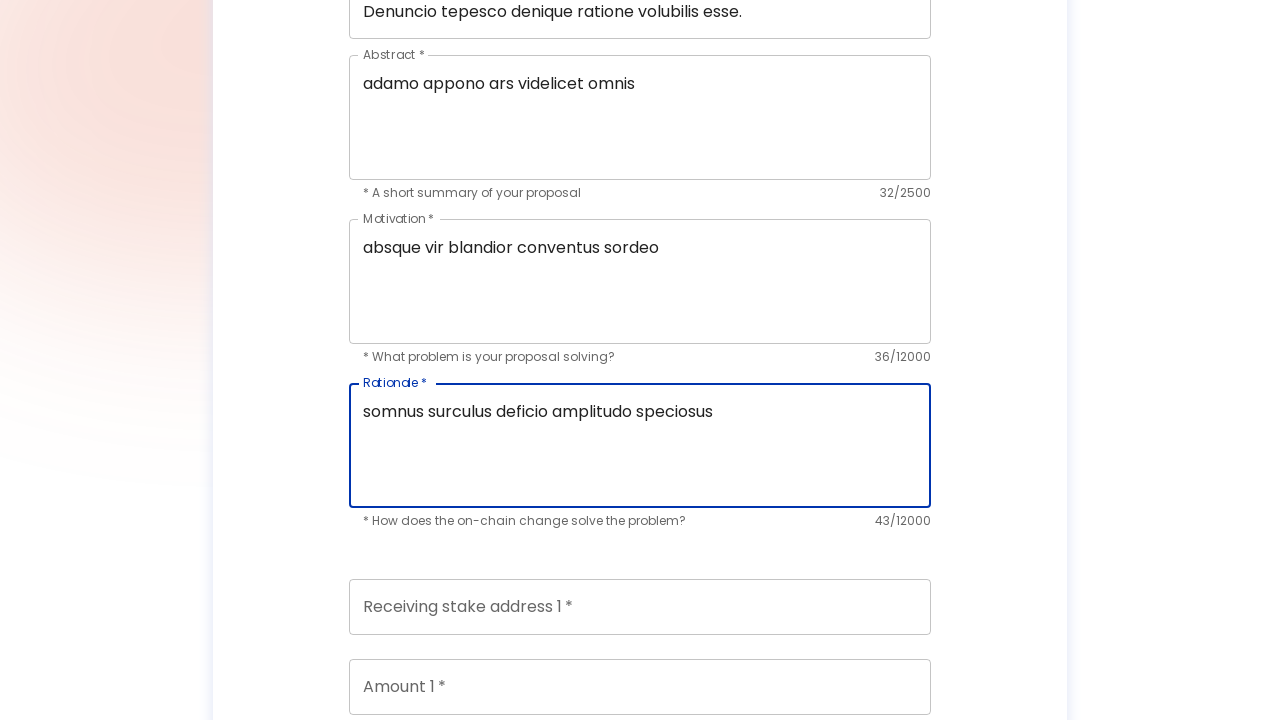 Denuncio tepesco denique ratione volubilis esse.
Abstract *
adamo appono ars videlicet omnis
* A short summary of your proposal 32/2500
Motivation *
absque vir blandior conventus sordeo
* What problem is your proposal solving? 36/12000
Rationale *
somnus surculus deficio amplitudo speciosus
* How does the on-chain change solve the problem? 43/12000
Receiving stake address 1 *
Amount 1 *